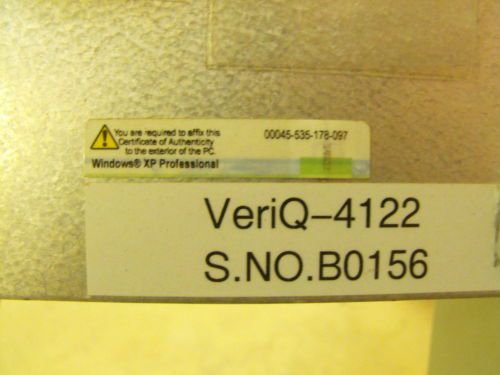 You are required to affix this
Certificate of Authenticity
to the exterior of the PC.
Windows® XP Professional
00045-535-178-097
VeriQ-4122
S.NO.B0156